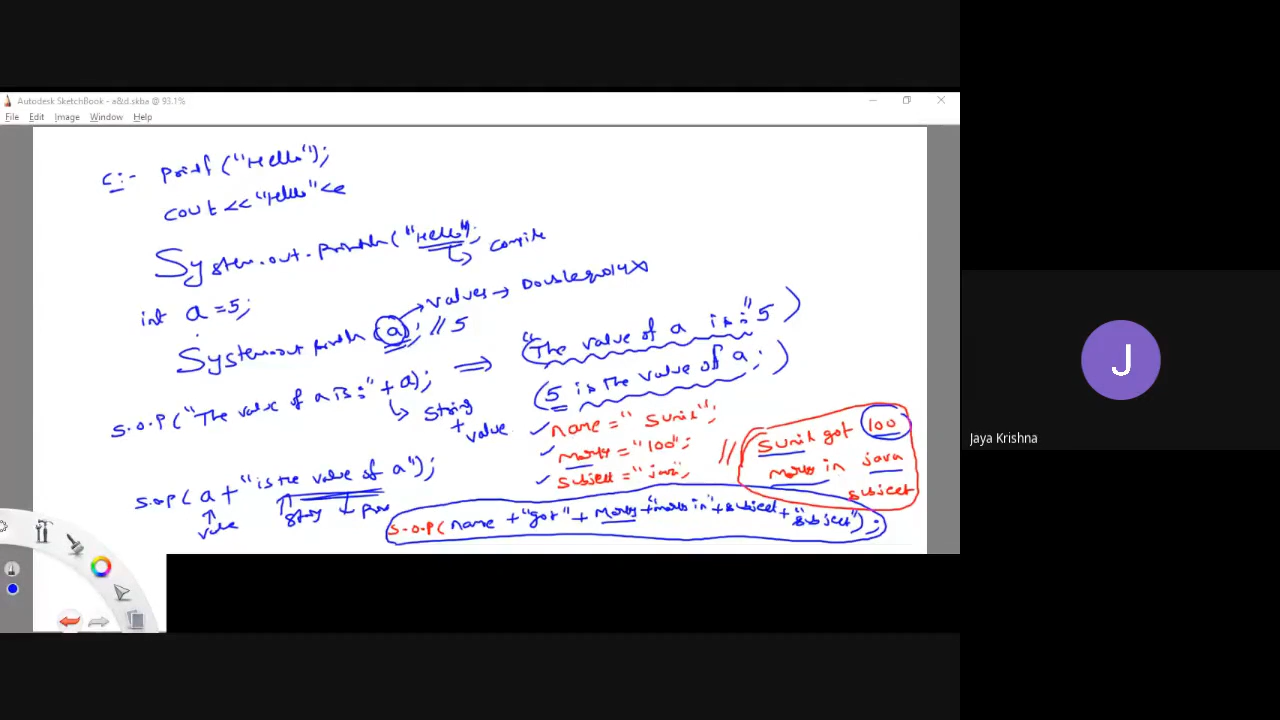 Autodesk SketchBook - a&d.skba @ 93.1%
File Edit Image Window Help
C:- printf ("Hello");
cout << "Hello" <<
System.out.println ("Hello"); compile
int a = 5;
System.out println (a); // 5 values → Doublequotes X
S.O.P ("The value of a is:" + a); ⟹ "The value of a is:" 5)
String + value
(5 is the value of a; )
S.O.P ( a + "is the value of a");
value String
name = "Sunil";
marks = "100";
subject = "java";
// Sunil got 100
marks in java
subject
S.O.P( name + "got" + marks + "marks in" + subject + "subject");
Jaya Krishna
J